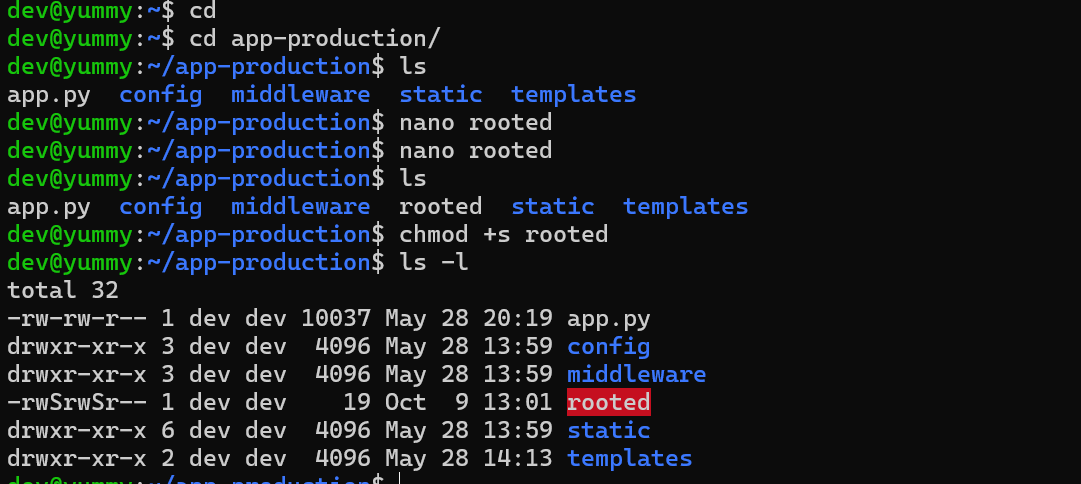 dev@yummy:~$ cd
dev@yummy:~$ cd app-production/
dev@yummy:~/app-production$ ls
app.py  config  middleware  static  templates
dev@yummy:~/app-production$ nano rooted
dev@yummy:~/app-production$ nano rooted
dev@yummy:~/app-production$ ls
app.py  config  middleware  rooted  static  templates
dev@yummy:~/app-production$ chmod +s rooted
dev@yummy:~/app-production$ ls -l
total 32
-rw-rw-r-- 1 dev dev 10037 May 28 20:19 app.py
drwxr-xr-x 3 dev dev  4096 May 28 13:59 config
drwxr-xr-x 3 dev dev  4096 May 28 13:59 middleware
-rwSrwSr-- 1 dev dev    19 Oct  9 13:01 rooted
drwxr-xr-x 6 dev dev  4096 May 28 13:59 static
drwxr-xr-x 2 dev dev  4096 May 28 14:13 templates
dev@yummy:~/app-production$